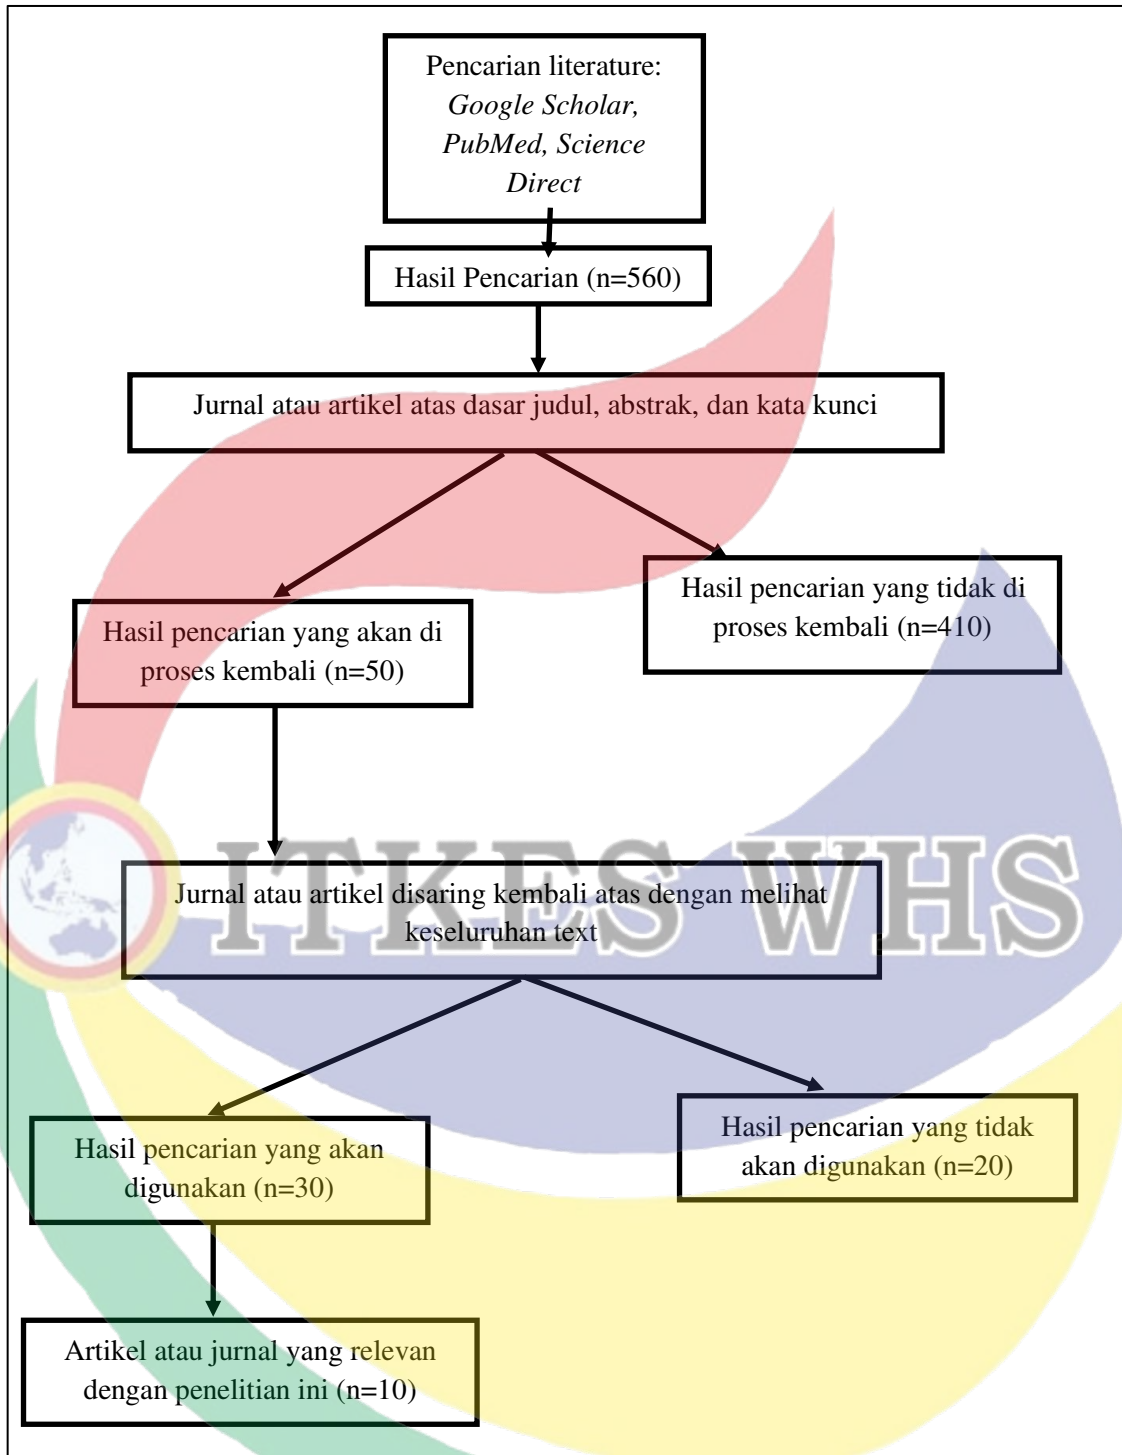 Pencarian literature:
Google Scholar,
PubMed, Science
Direct
Hasil Pencarian (n=560)
Jurnal atau artikel atas dasar judul, abstrak, dan kata kunci
Hasil pencarian yang tidak di
proses kembali (n=410)
Hasil pencarian yang akan di
proses kembali (n=50)
ITKES WHS
Jurnal atau artikel disaring kembali atas dengan melihat
keseluruhan text
Hasil pencarian yang akan
digunakan (n=30)
Hasil pencarian yang tidak
akan digunakan (n=20)
Artikel atau jurnal yang relevan
dengan penelitian ini (n=10)